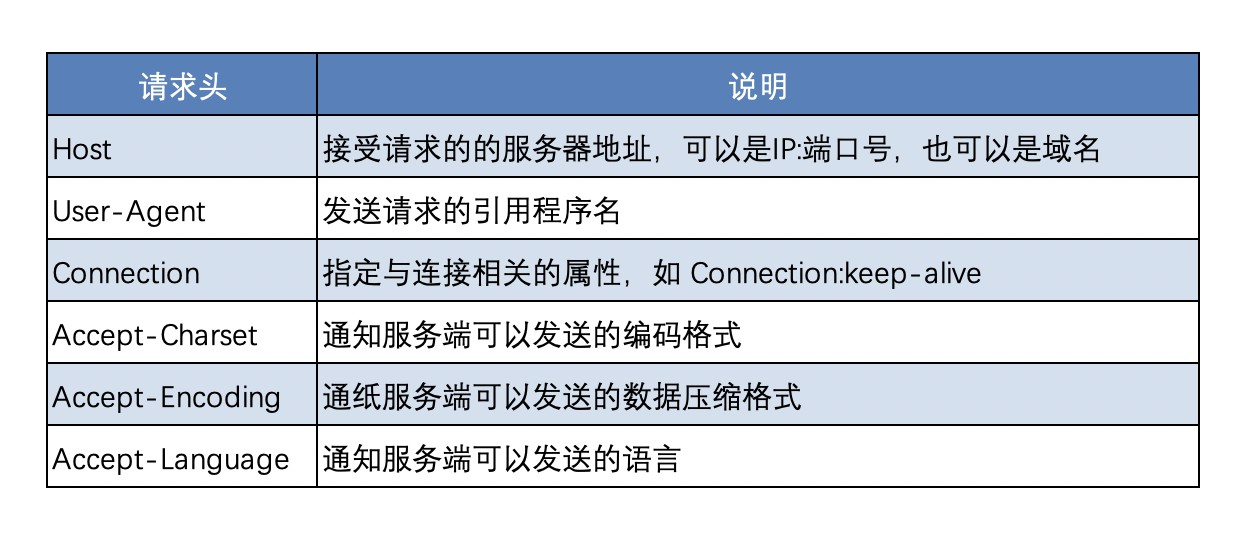 请求头 说明
Host 接受请求的的服务器地址，可以是IP:端口号，也可以是域名
User-Agent 发送请求的引用程序名
Connection 指定与连接相关的属性，如 Connection:keep-alive
Accept-Charset 通知服务端可以发送的编码格式
Accept-Encoding 通纸服务端可以发送的数据压缩格式
Accept-Language 通知服务端可以发送的语言